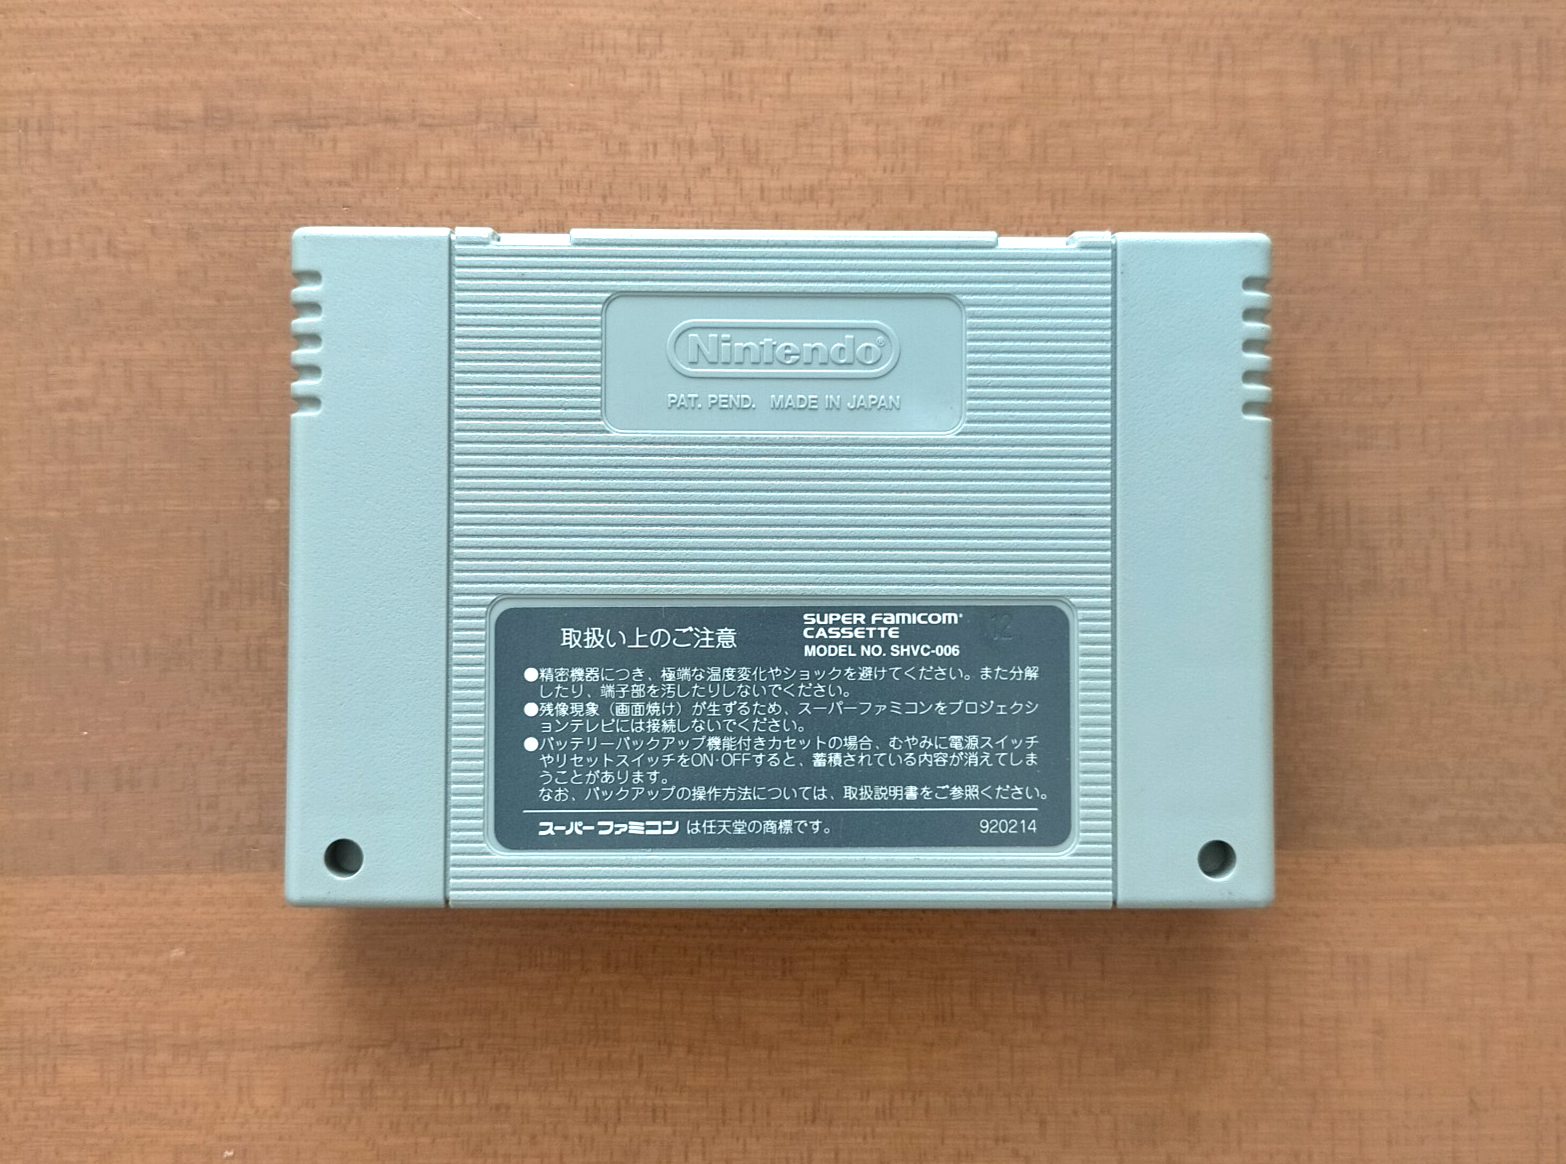 Nintendo®
PAT. PEND. MADE IN JAPAN
取扱い上のご注意
SUPER FAMICOM®
CASSETTE
12
MODEL NO. SHVC-006
●精密機器につき、極端な温度変化やショックを避けてください。また分解
したり、端子部を汚したりしないでください。
●残像現象（画面焼け）が生ずるため、スーパーファミコンをプロジェクシ
ョンテレビには接続しないでください。
●バッテリーバックアップ機能付きカセットの場合、むやみに電源スイッチ
やリセットスイッチをON·OFFすると、蓄積されている内容が消えてしま
うことがあります。
なお、バックアップの操作方法については、取扱説明書をご参照ください。
スーパーファミコン は任天堂の商標です。
920214